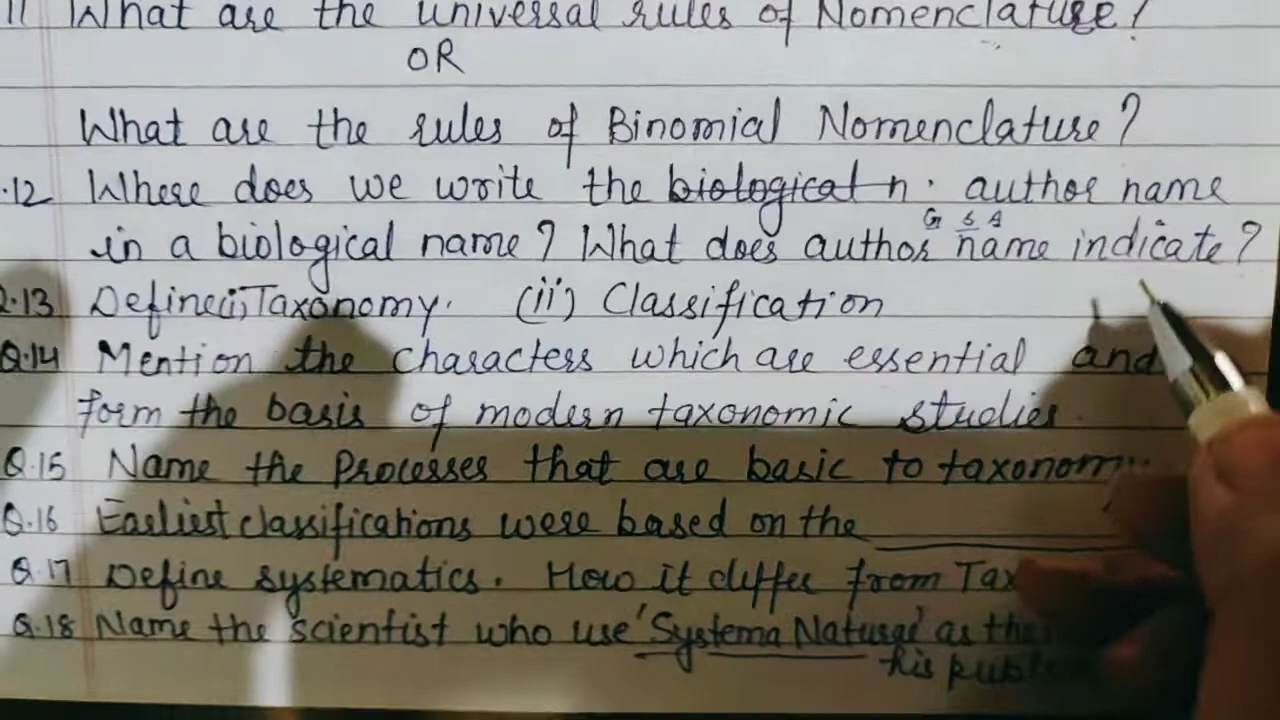 11 What are the universal rules of Nomenclature?
OR
What are the rules of Binomial Nomenclature?
.12 Where does we write the biological n. author name
G S A
in a biological name? What does author name indicate?
Q.13 Define(i) Taxonomy. (ii) Classification
Q.14 Mention the characters which are essential and
form the basis of modern taxonomic studies.
Q.15 Name the Processes that are basic to taxonomy.
Q.16 Earliest classifications were based on the
Q.17 Define systematics. How it differ from Tax
Q.18 Name the scientist who use 'Systema Naturae' as the
his publ